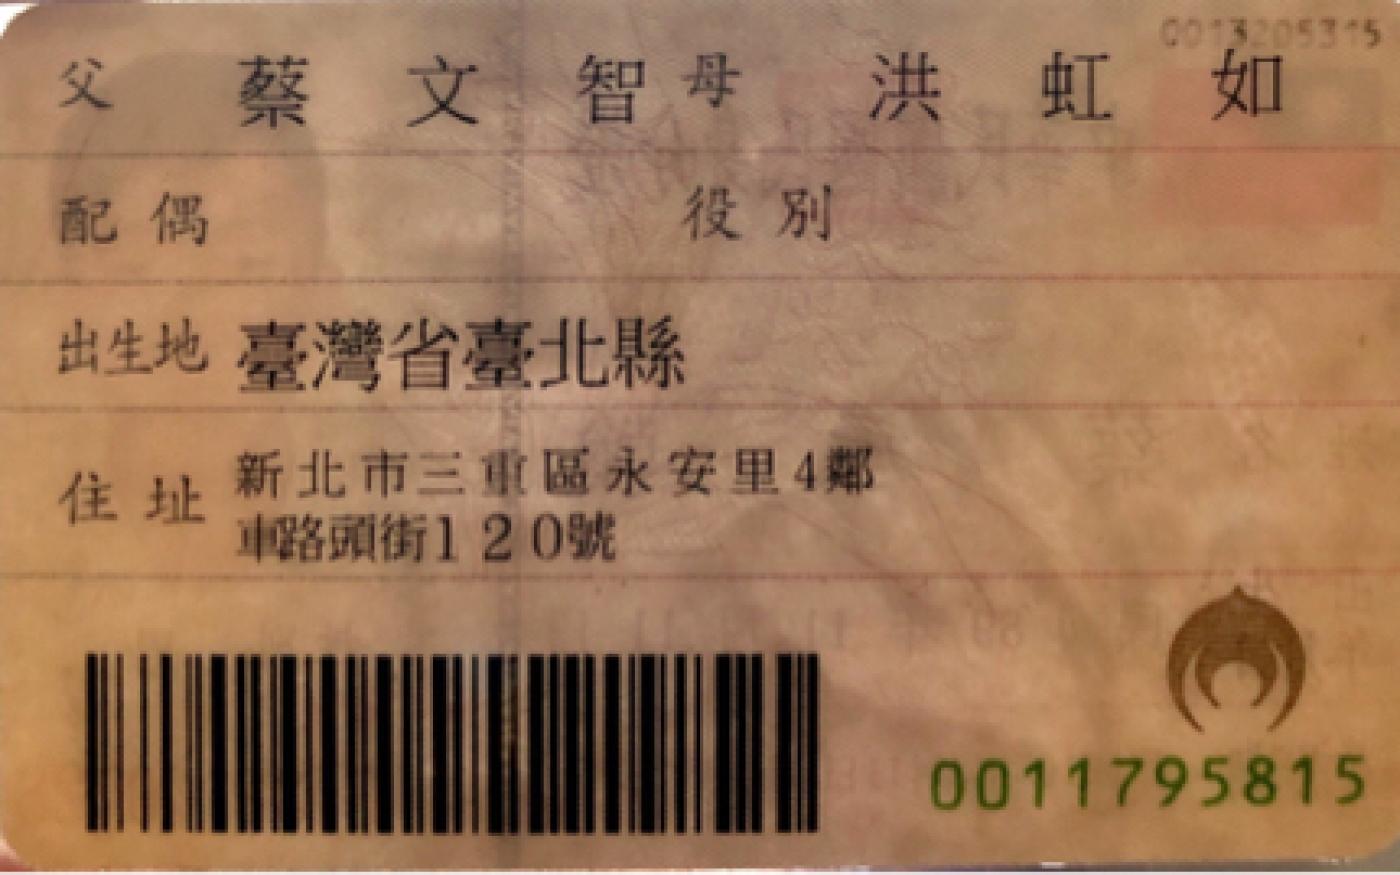 0013205315
父 蔡文智 母 洪虹如
配偶 役別
出生地 臺灣省臺北縣
住址 新北市三重區永安里4鄰
車路頭街120號
0011795815